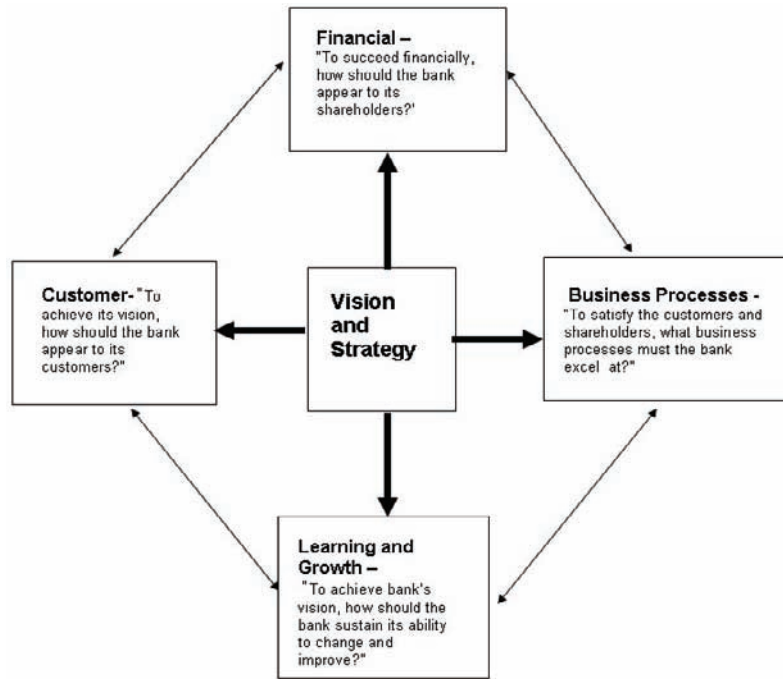 Financial –
"To succeed financially,
how should the bank
appear to its
shareholders?'
Customer- "To
achieve its vision,
how should the bank
appear to its
customers?"
Vision
and
Strategy
Business Processes -
"To satisfy the customers and
shareholders, what business
processes must the bank
excel at?"
Learning and
Growth –
"To achieve bank's
vision, how should the
bank sustain its ability
to change and
improve?"